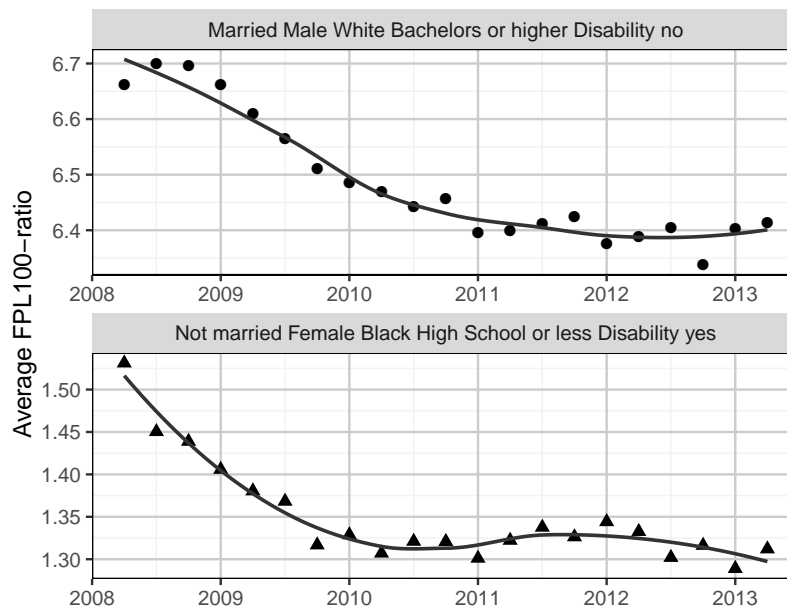 Married Male White Bachelors or higher Disability no
6.7
6.6
6.5
6.4
2008 2009 2010 2011 2012 2013
Not married Female Black High School or less Disability yes
1.50
1.45
1.40
1.35
1.30
2008 2009 2010 2011 2012 2013
Average FPL100−ratio